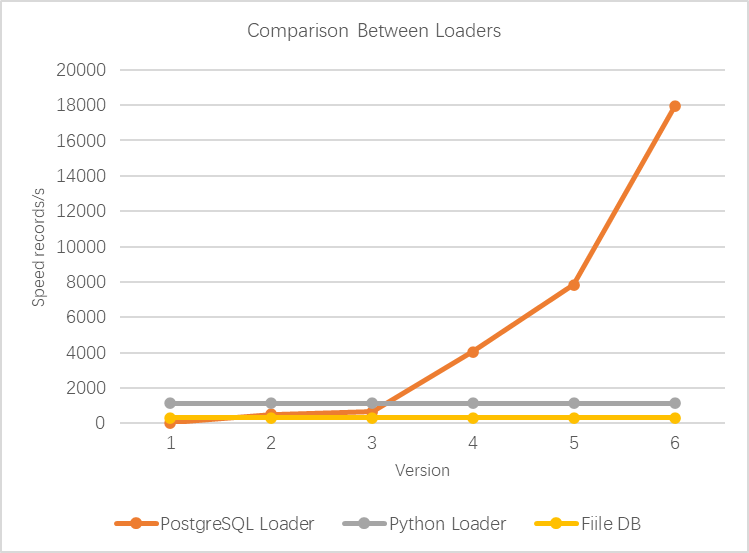 Comparison Between Loaders
20000
18000
16000
14000
12000
10000
8000
6000
4000
2000
0
Speed records/s
1 2 3 4 5 6
Version
PostgreSQL Loader Python Loader Fiile DB